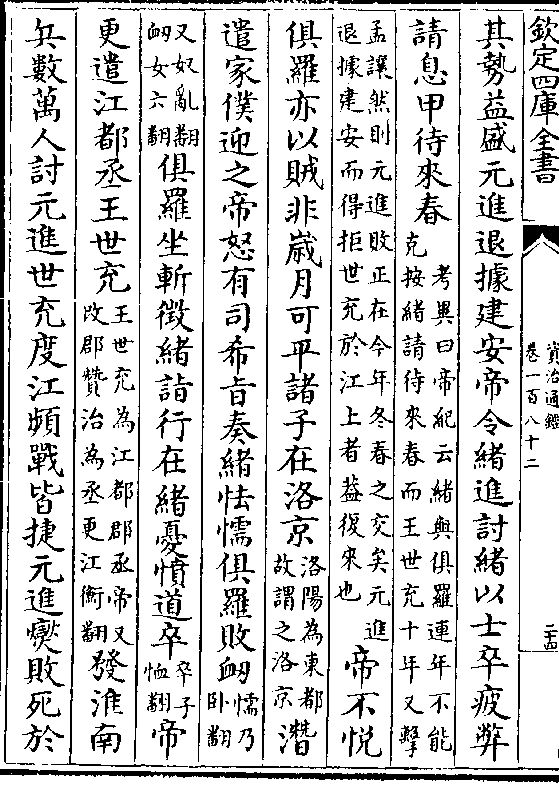 欽定四庫全書
資治通鑑
卷一百八十二
二十四
其勢益盛元進退據建安帝令緒進討緒以士卒疲弊
請息甲待來春
考異曰帝紀云緒與俱羅連年不能
克按緒請待來春而王世充十年又擊
孟讓然則元進敗正在今年冬春之交矣元進
退據建安而得拒世充於江上者葢復來也
帝不悦
俱羅亦以賊非歲月可平諸子在洛京
洛陽為東都
故謂之洛京
潛
遣家僕迎之帝怒有司希旨奏緒怯懦俱羅敗衂
懦乃
卧翻
又奴亂翻
衂女六翻
俱羅坐斬徵緒詣行在緒憂憤道卒
卒子
恤翻
帝
更遣江都丞王世充
王世充為江都郡丞帝又
改郡贊治為丞更江衡翻
發淮南
兵數萬人討元進世充度江頻戰皆捷元進爕敗死於